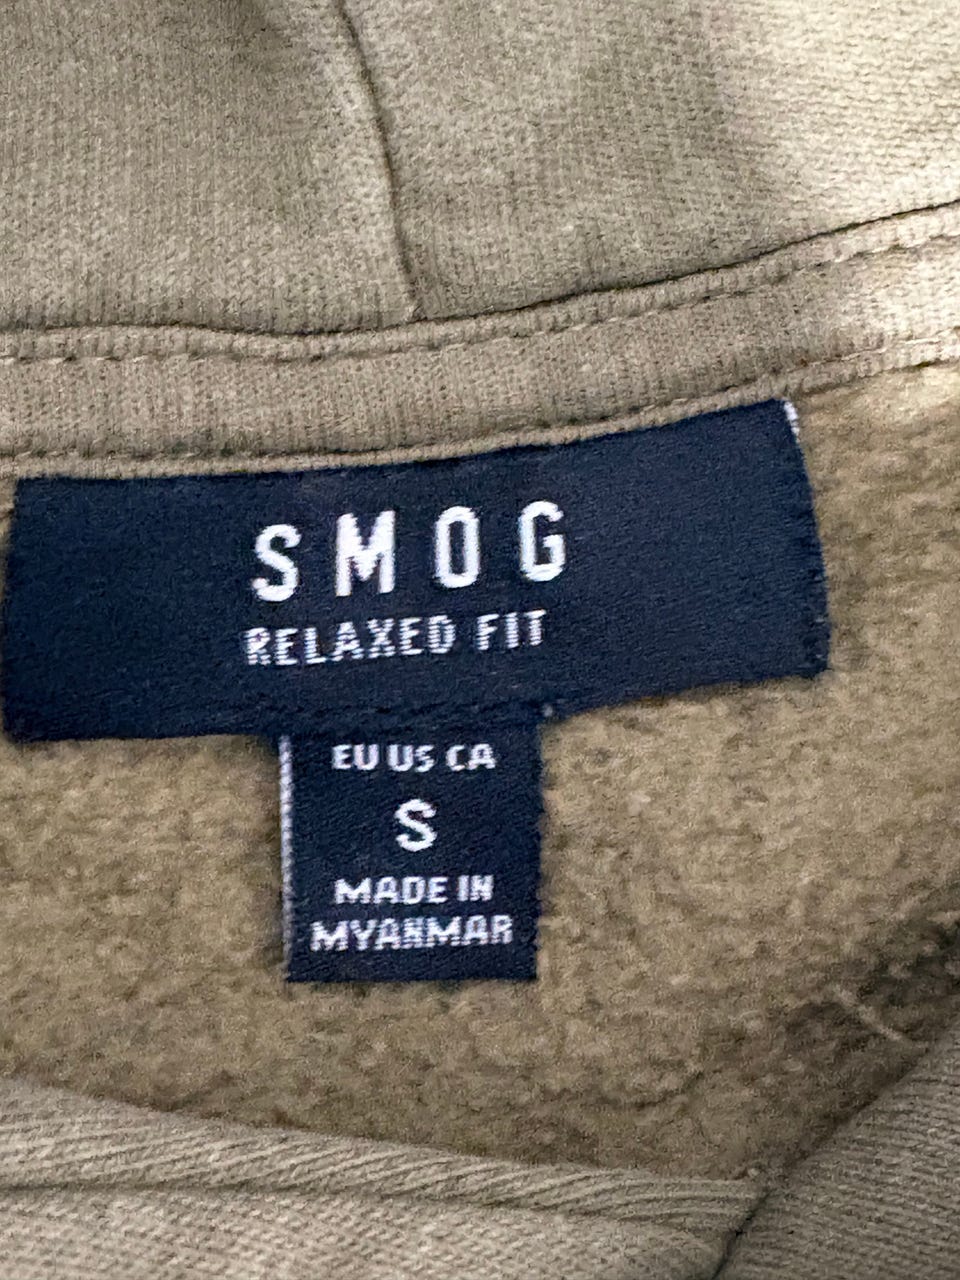 SMOG
RELAXED FIT
EU US CA
S
MADE IN
MYANMAR